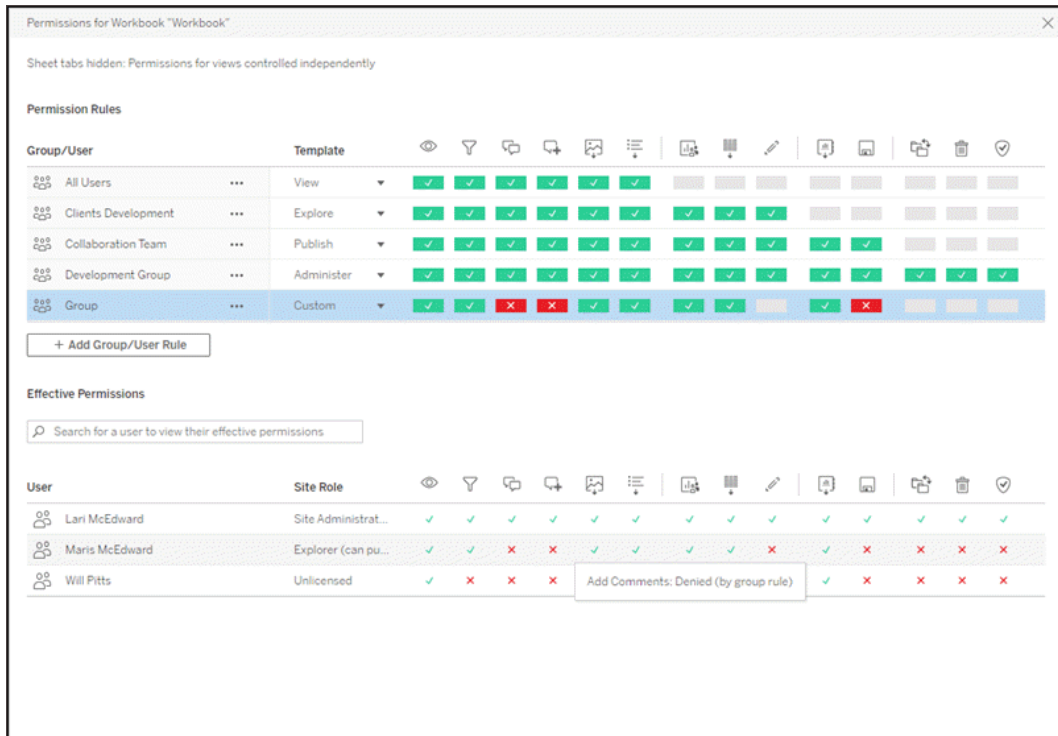 Permissions for Workbook "Workbook"
Sheet tabs hidden: Permissions for views controlled independently
Permission Rules
Group/User Template
All Users ... View
Clients Development ... Explore
Collaboration Team ... Publish
Development Group ... Administer
Group ... Custom
+ Add Group/User Rule
Effective Permissions
Search for a user to view their effective permissions
User Site Role
Lari McEdward Site Administrat...
Maris McEdward Explorer (can pu...
Will Pitts Unlicensed
Add Comments: Denied (by group rule)